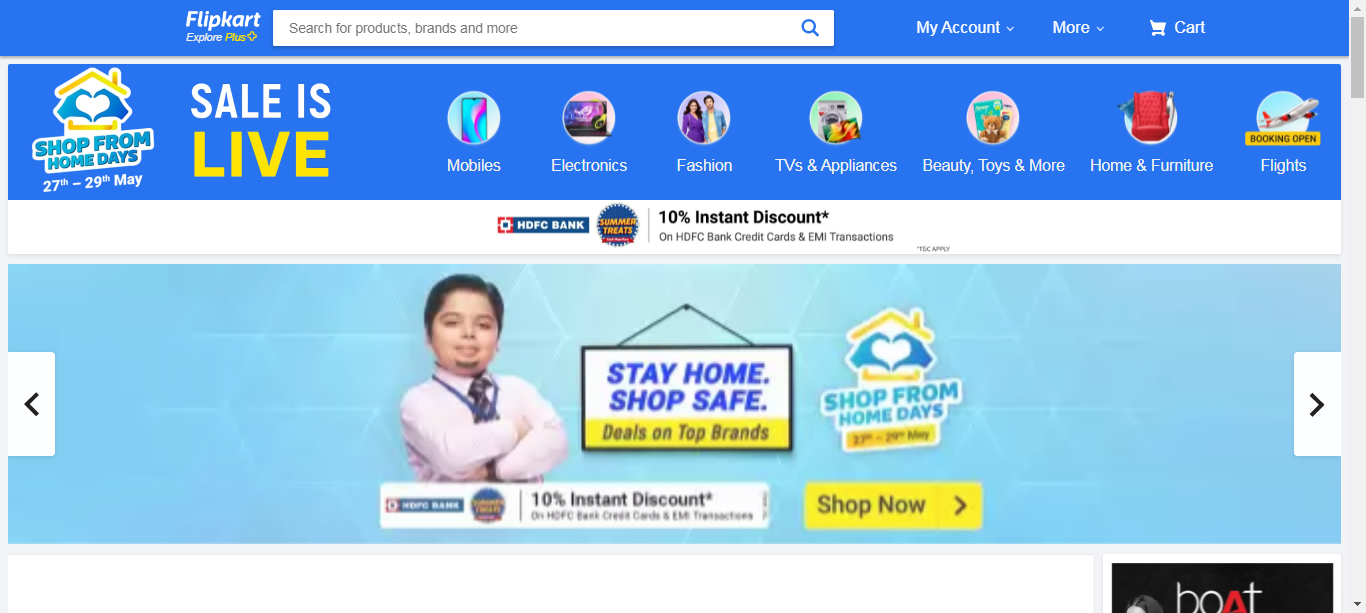 Flipkart
Explore Plus
Search for products, brands and more
My Account
More
Cart
SHOP FROM
HOME DAYS
27th – 29th May
SALE IS
LIVE
Mobiles
Electronics
Fashion
TVs & Appliances
Beauty, Toys & More
Home & Furniture
BOOKING OPEN
Flights
HDFC BANK
SUMMER
TREATS
10% Instant Discount*
On HDFC Bank Credit Cards & EMI Transactions
*T&C APPLY
STAY HOME.
SHOP SAFE.
Deals on Top Brands
SHOP FROM
HOME DAYS
27th – 29th May
HDFC BANK
SUMMER
TREATS
10% Instant Discount*
On HDFC Bank Credit Cards & EMI Transactions
Shop Now
boAt